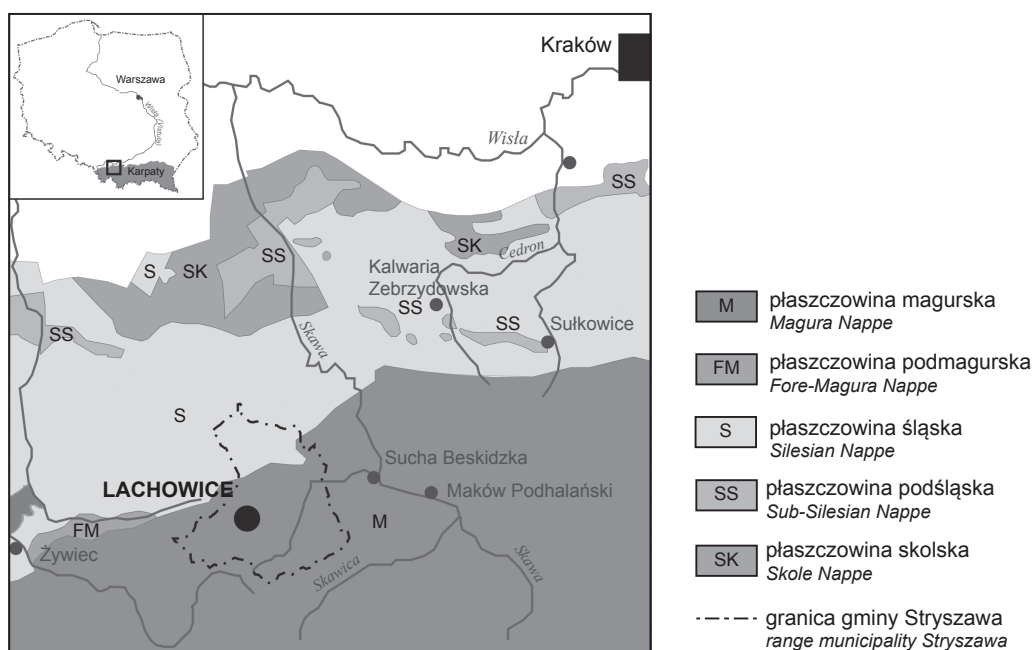 Kraków
Warszawa
Wisła (Vistula)
Karpaty
Wisła
SS
SS
S
SK
SK
Cedron
Kalwaria
Zebrzydowska
SS
SS
SS
Sułkowice
Skawa
S
Sucha Beskidzka
LACHOWICE
Maków Podhalański
M
FM
Żywiec
Skawica
Skawa
M
płaszczowina magurska
Magura Nappe
FM
płaszczowina podmagurska
Fore-Magura Nappe
S
płaszczowina śląska
Silesian Nappe
SS
płaszczowina podśląska
Sub-Silesian Nappe
SK
płaszczowina skolska
Skole Nappe
granica gminy Stryszawa
range municipality Stryszawa